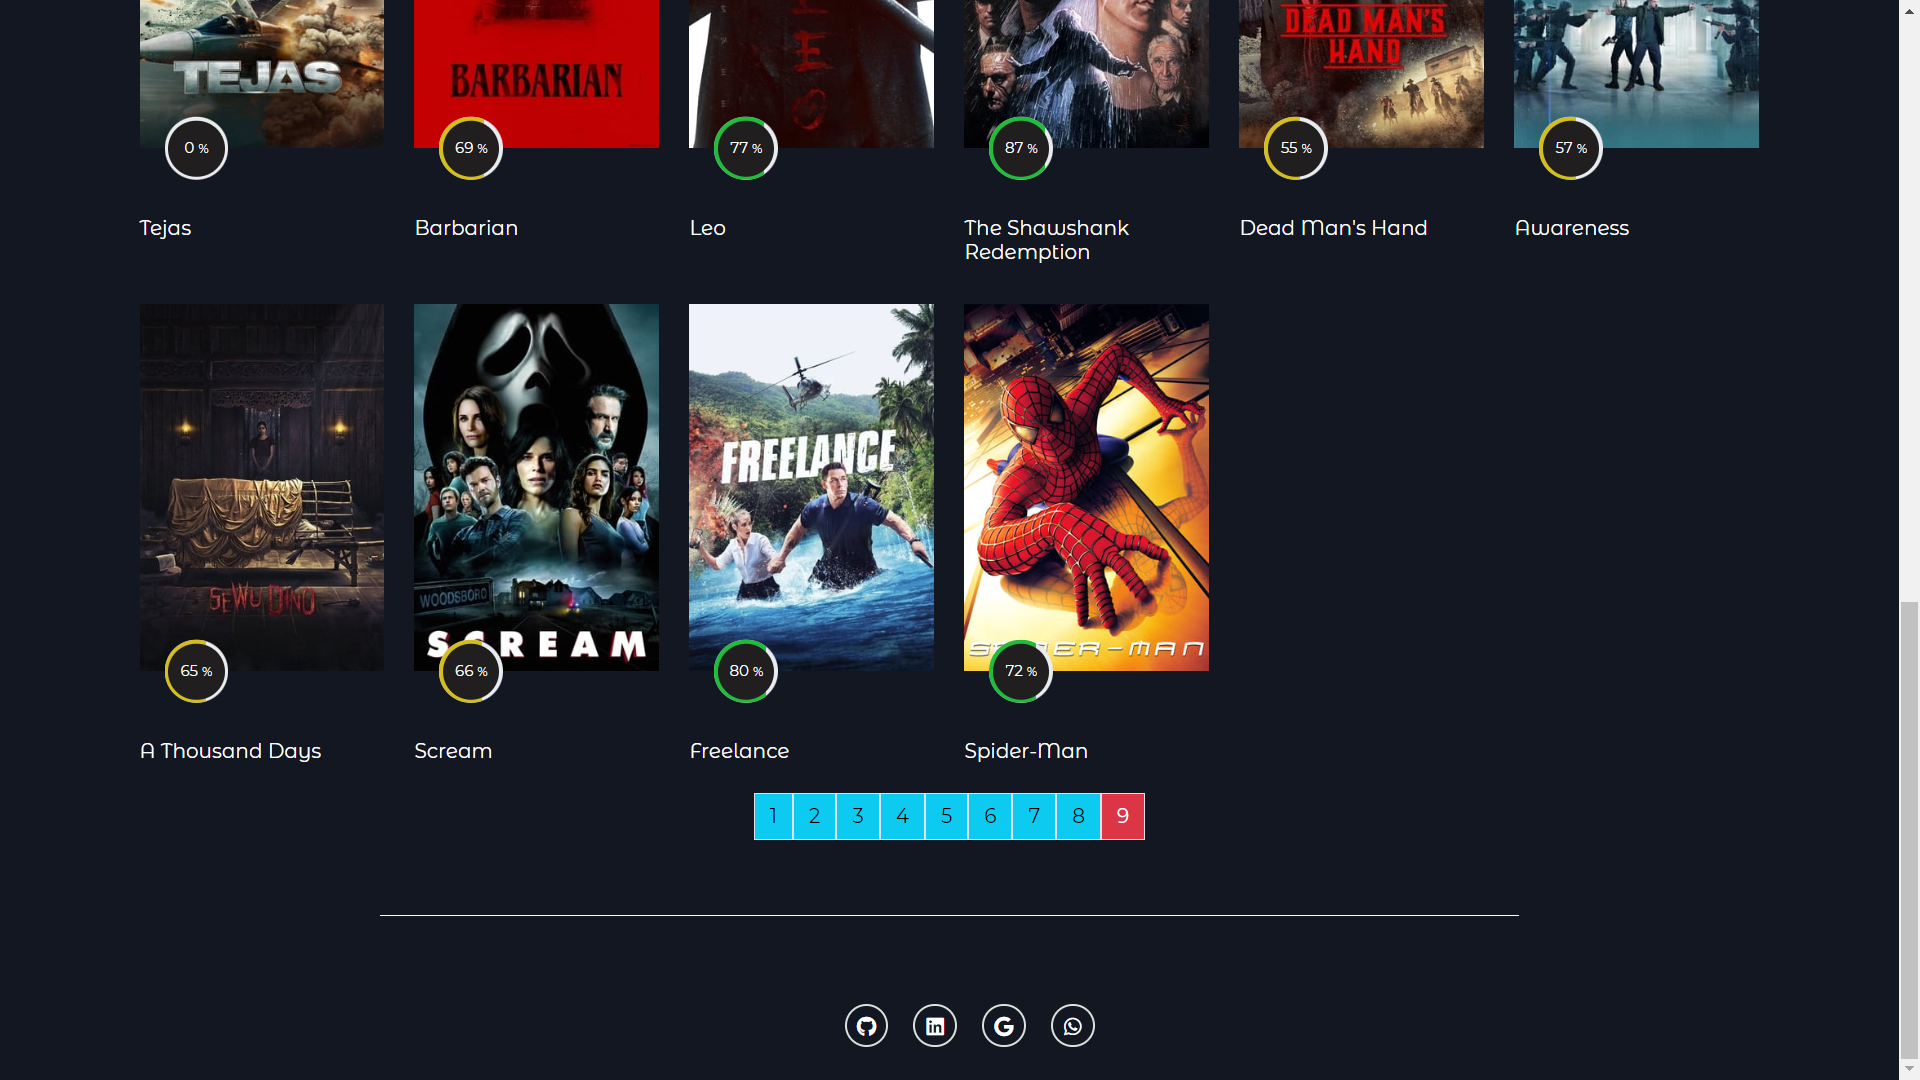 TEJAS
BARBARIAN
LEO
DEAD MAN'S
HAND
0 %
69 %
77 %
87 %
55 %
57 %
Tejas
Barbarian
Leo
The Shawshank
Redemption
Dead Man's Hand
Awareness
SEWU DINO
WOODSBORO
SCREAM
FREELANCE
SPIDER-MAN
65 %
66 %
80 %
72 %
A Thousand Days
Scream
Freelance
Spider-Man
1 2 3 4 5 6 7 8 9